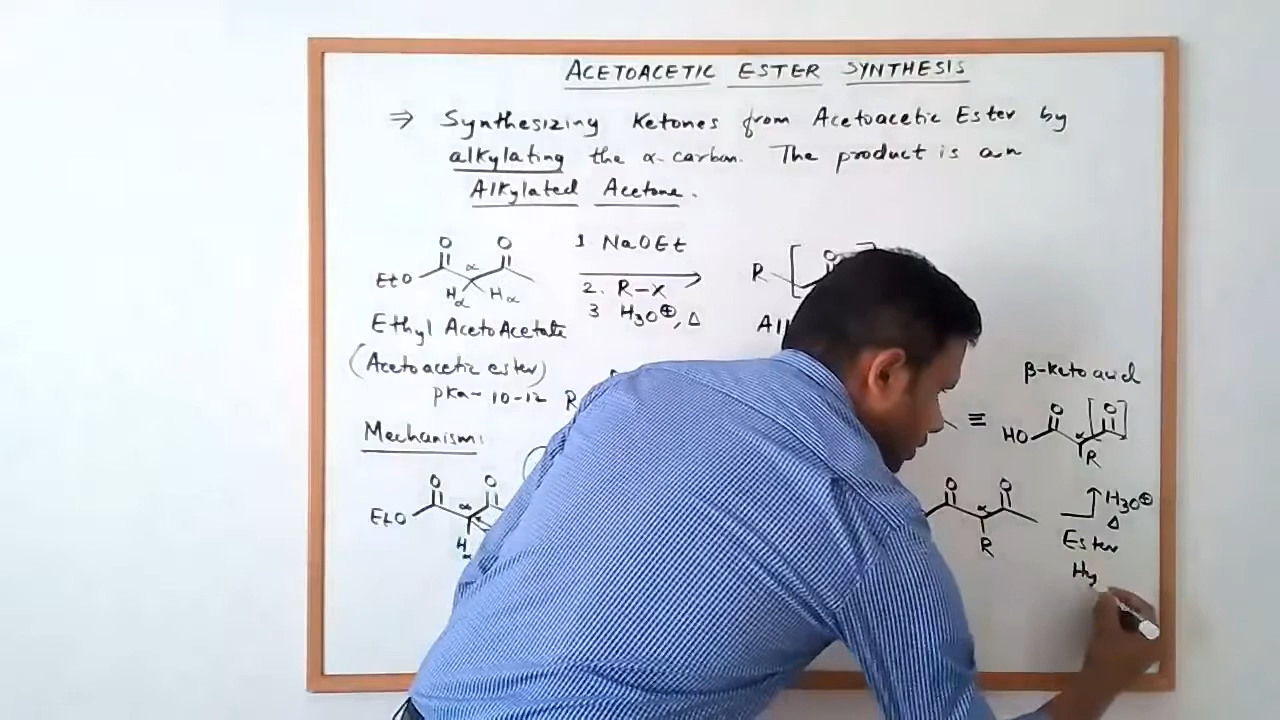 ACETOACETIC ESTER SYNTHESIS
⇒ Synthesizing Ketones from Acetoacetic Ester by
alkylating the α-carbon. The product is an
Alkylated Acetone.
O O
EtO α
Hα Hα
1. NaOEt
2. R-X
3 H3O⊕, Δ
R [ O
Ethyl AcetoAcetate
(Acetoacetic ester)
pKa ~ 10-12 R
Mechanism:
O O
EtO α
Hα
β-keto acid
≡ HO O [O] α
R
O O
α
R
H3O⊕
Δ
Ester
Hy